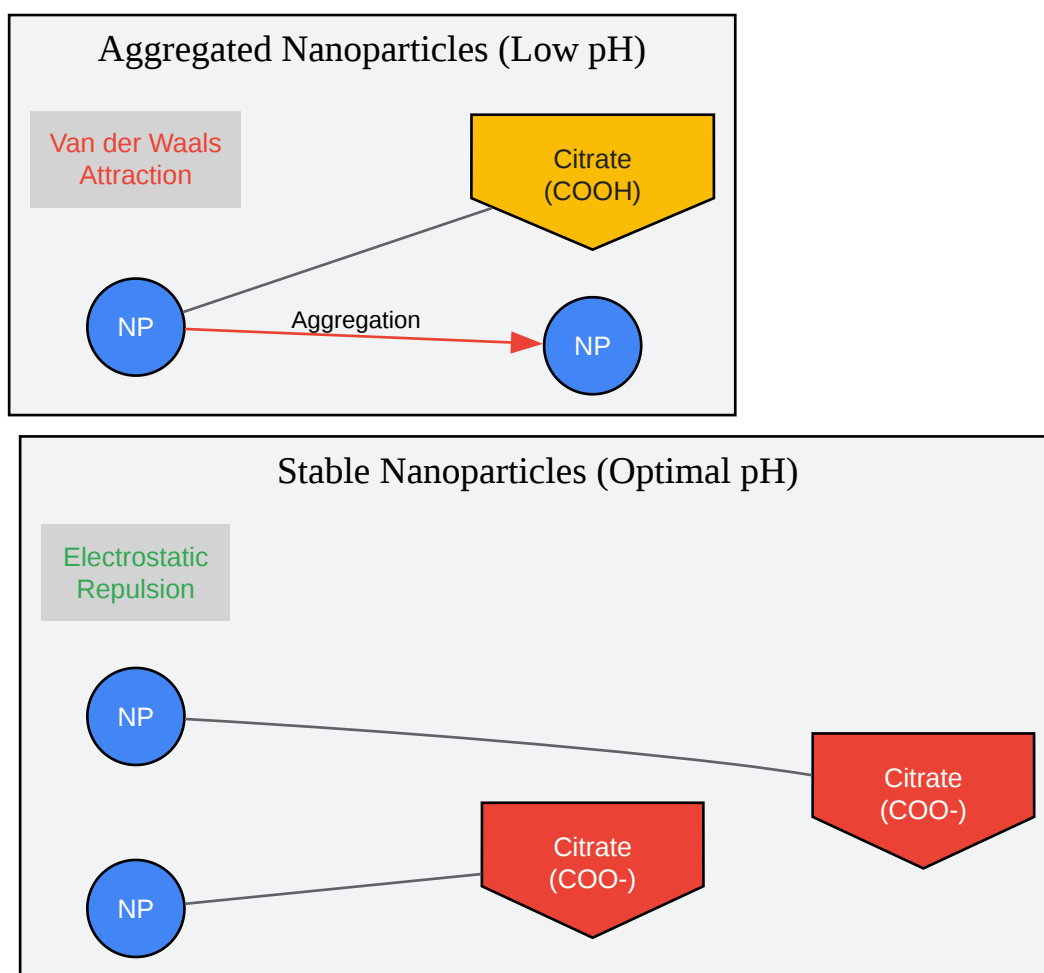 Aggregated Nanoparticles (Low pH)
Van der Waals
Attraction
Citrate
(COOH)
NP
Aggregation
NP
Stable Nanoparticles (Optimal pH)
Electrostatic
Repulsion
NP
Citrate
(COO-)
Citrate
(COO-)
NP